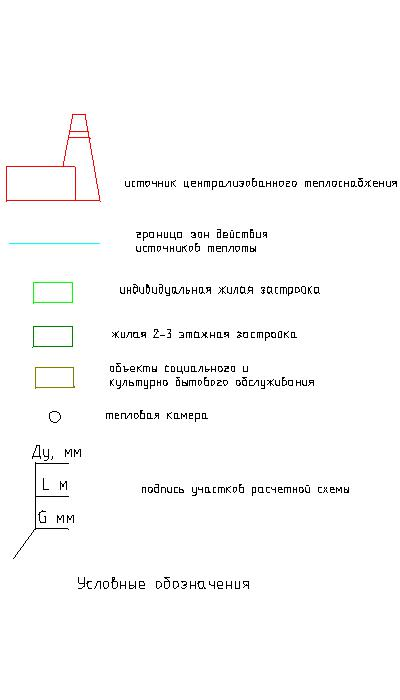 источник централизованного теплоснабжения
граница зон действия
источников теплоты
индивидуальная жилая застройка
жилая 2-3 этажная застройка
объекты социального и
культурно бытового обслуживания
тепловая камера
Ду, мм
L м
G мм
подпись участков расчетной схемы
Условные обозначения